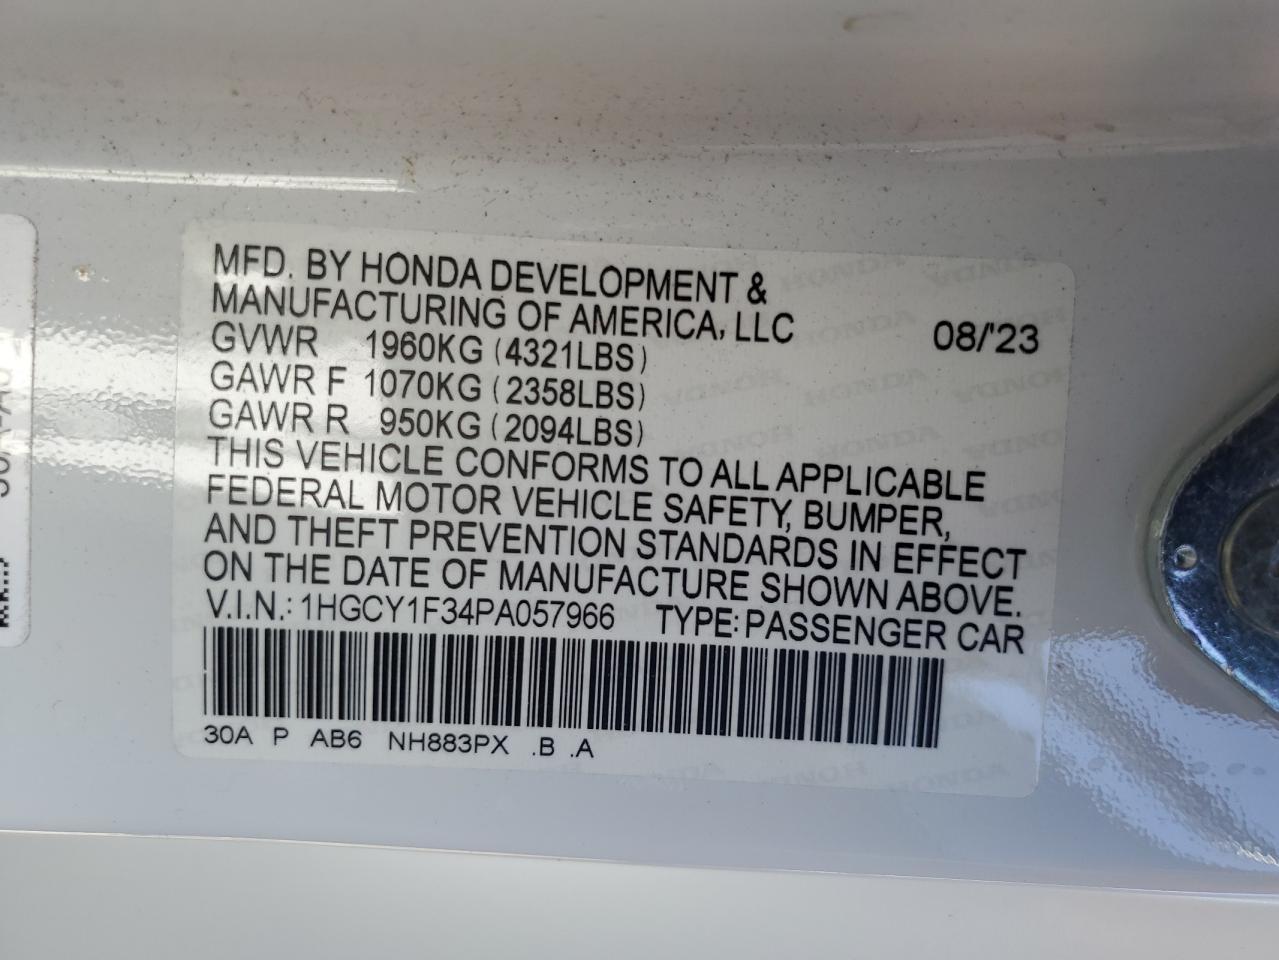 MFD. BY HONDA DEVELOPMENT &
MANUFACTURING OF AMERICA, LLC 08/'23
GVWR 1960KG (4321LBS)
GAWR F 1070KG (2358LBS)
GAWR R 950KG (2094LBS)
THIS VEHICLE CONFORMS TO ALL APPLICABLE
FEDERAL MOTOR VEHICLE SAFETY, BUMPER,
AND THEFT PREVENTION STANDARDS IN EFFECT
ON THE DATE OF MANUFACTURE SHOWN ABOVE.
V.I.N.: 1HGCY1F34PA057966 TYPE: PASSENGER CAR
30A P AB6 NH883PX .B .A